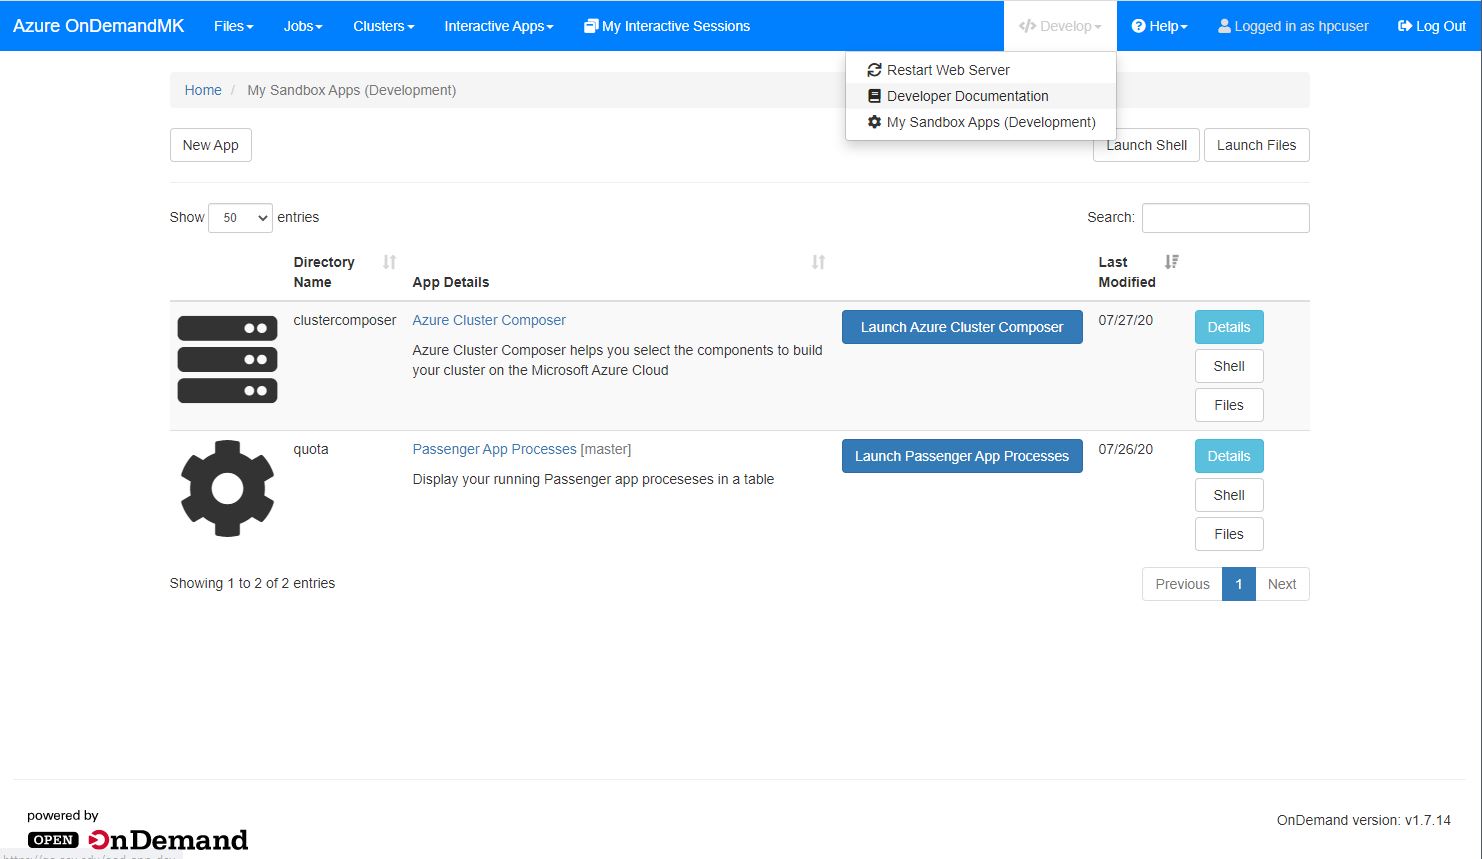 Azure OnDemandMK Files Jobs Clusters Interactive Apps My Interactive Sessions </> Develop Help Logged in as hpcuser Log Out
Restart Web Server
Developer Documentation
My Sandbox Apps (Development)
Home / My Sandbox Apps (Development)
New App Launch Shell Launch Files
Show 50 entries Search:
Directory Name App Details Last Modified
clustercomposer Azure Cluster Composer Launch Azure Cluster Composer 07/27/20 Details
Azure Cluster Composer helps you select the components to build
your cluster on the Microsoft Azure Cloud
Shell
Files
quota Passenger App Processes [master] Launch Passenger App Processes 07/26/20 Details
Display your running Passenger app proceseses in a table
Shell
Files
Showing 1 to 2 of 2 entries Previous 1 Next
powered by
OPEN OnDemand
OnDemand version: v1.7.14